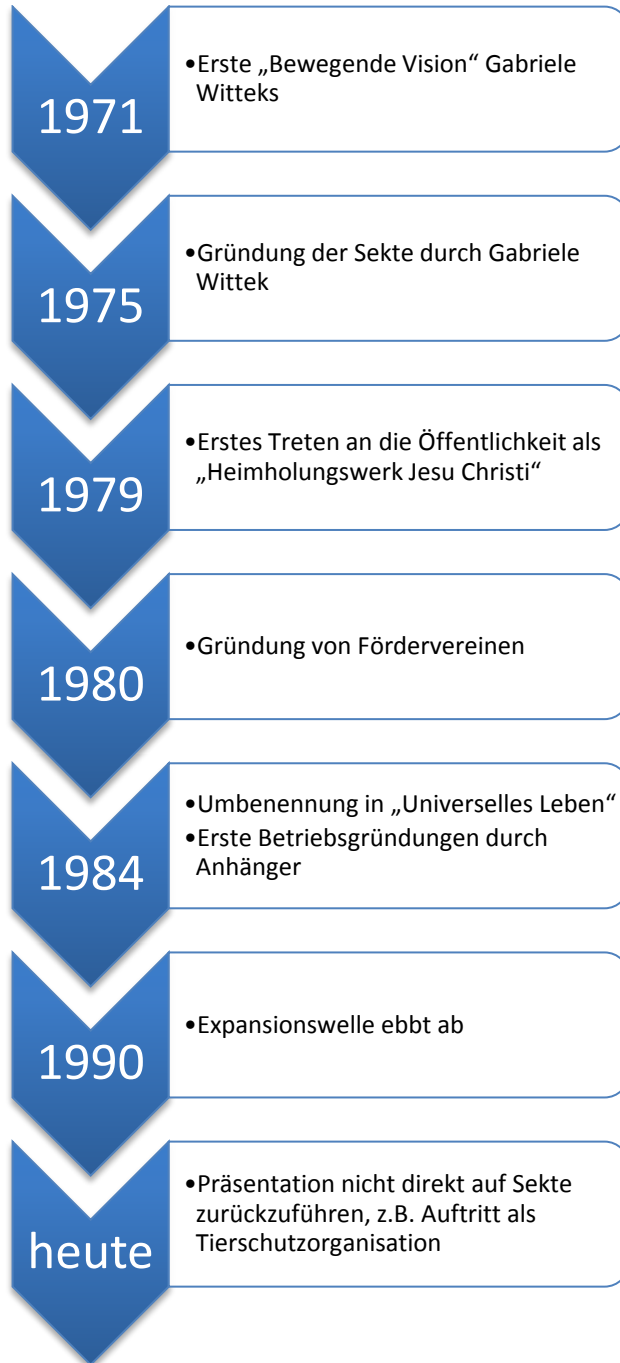 1971
•Erste „Bewegende Vision“ Gabriele
Witteks
1975
•Gründung der Sekte durch Gabriele
Wittek
1979
•Erstes Treten an die Öffentlichkeit als
„Heimholungswerk Jesu Christi“
1980
•Gründung von Fördervereinen
1984
•Umbenennung in „Universelles Leben“
•Erste Betriebsgründungen durch
Anhänger
1990
•Expansionswelle ebbt ab
heute
•Präsentation nicht direkt auf Sekte
zurückzuführen, z.B. Auftritt als
Tierschutzorganisation